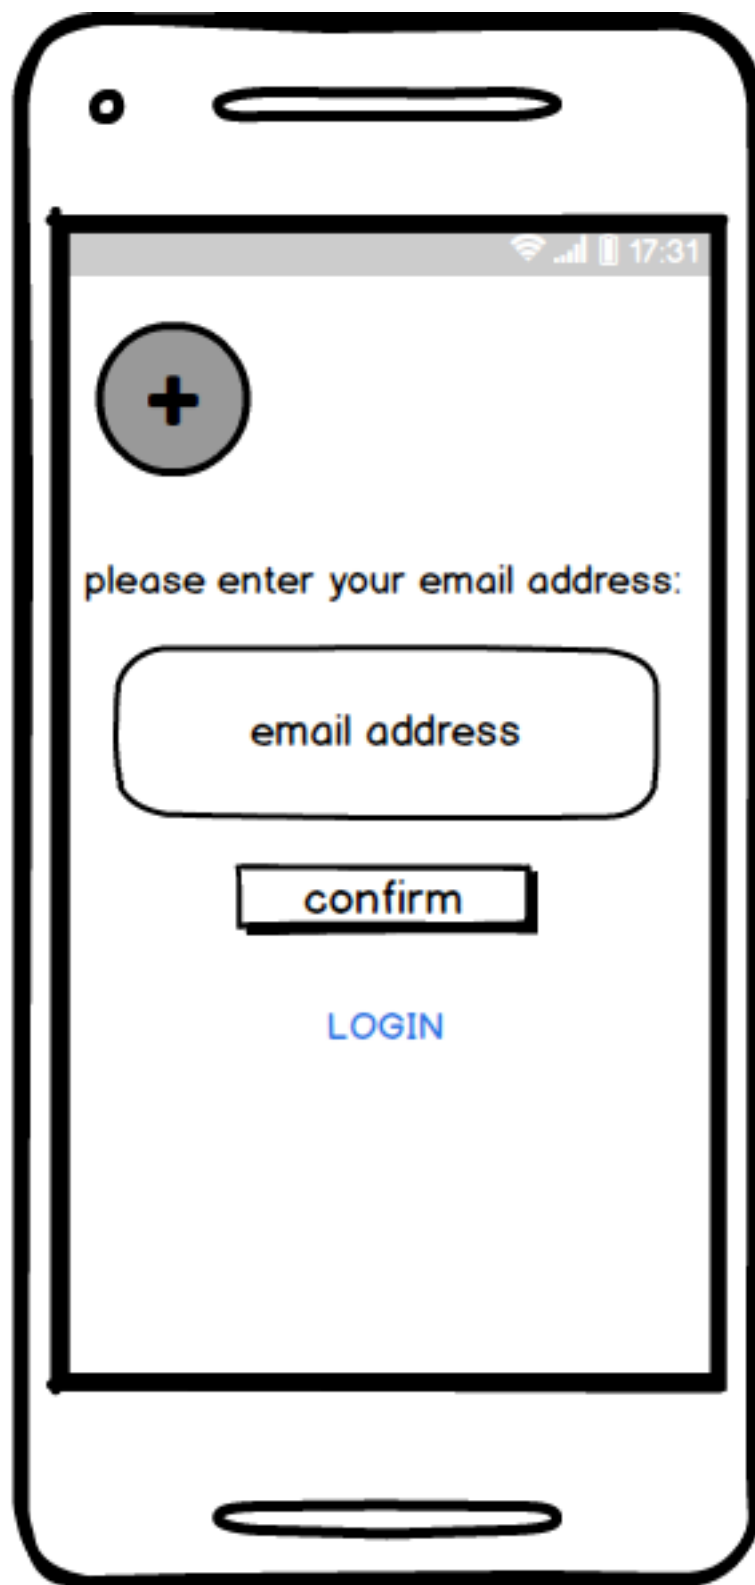 17:31
+
please enter your email address:
email address
confirm
LOGIN